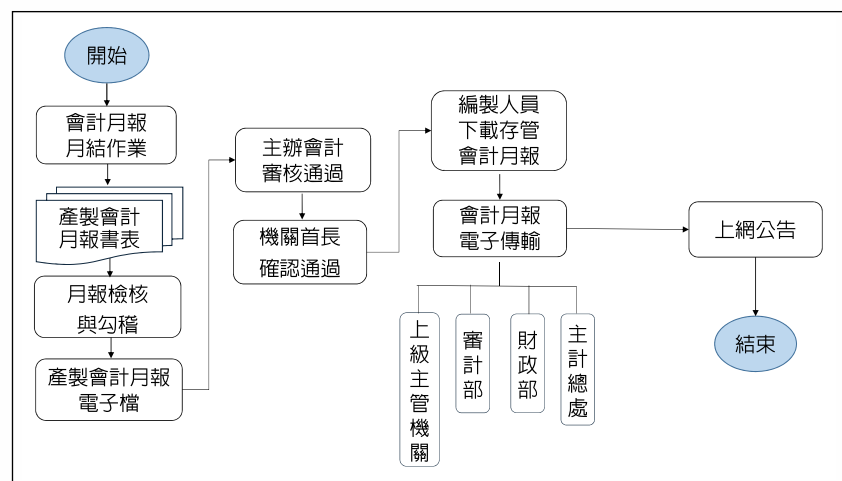 開始
會計月報
月結作業
產製會計
月報書表
月報檢核
與勾稽
產製會計月報
電子檔
主辦會計
審核通過
機關首長
確認通過
編製人員
下載存管
會計月報
會計月報
電子傳輸
上級主管機關
審計部
財政部
主計總處
上網公告
結束